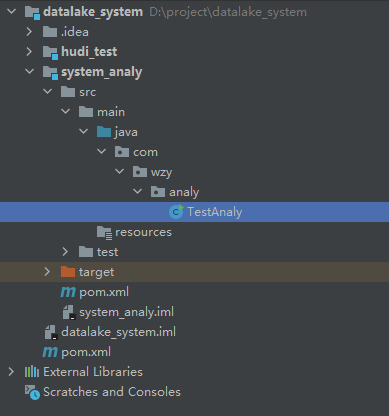 datalake_system D:\project\datalake_system
.idea
hudi_test
system_analy
src
main
java
com
wzy
analy
TestAnaly
resources
test
target
pom.xml
system_analy.iml
datalake_system.iml
pom.xml
External Libraries
Scratches and Consoles